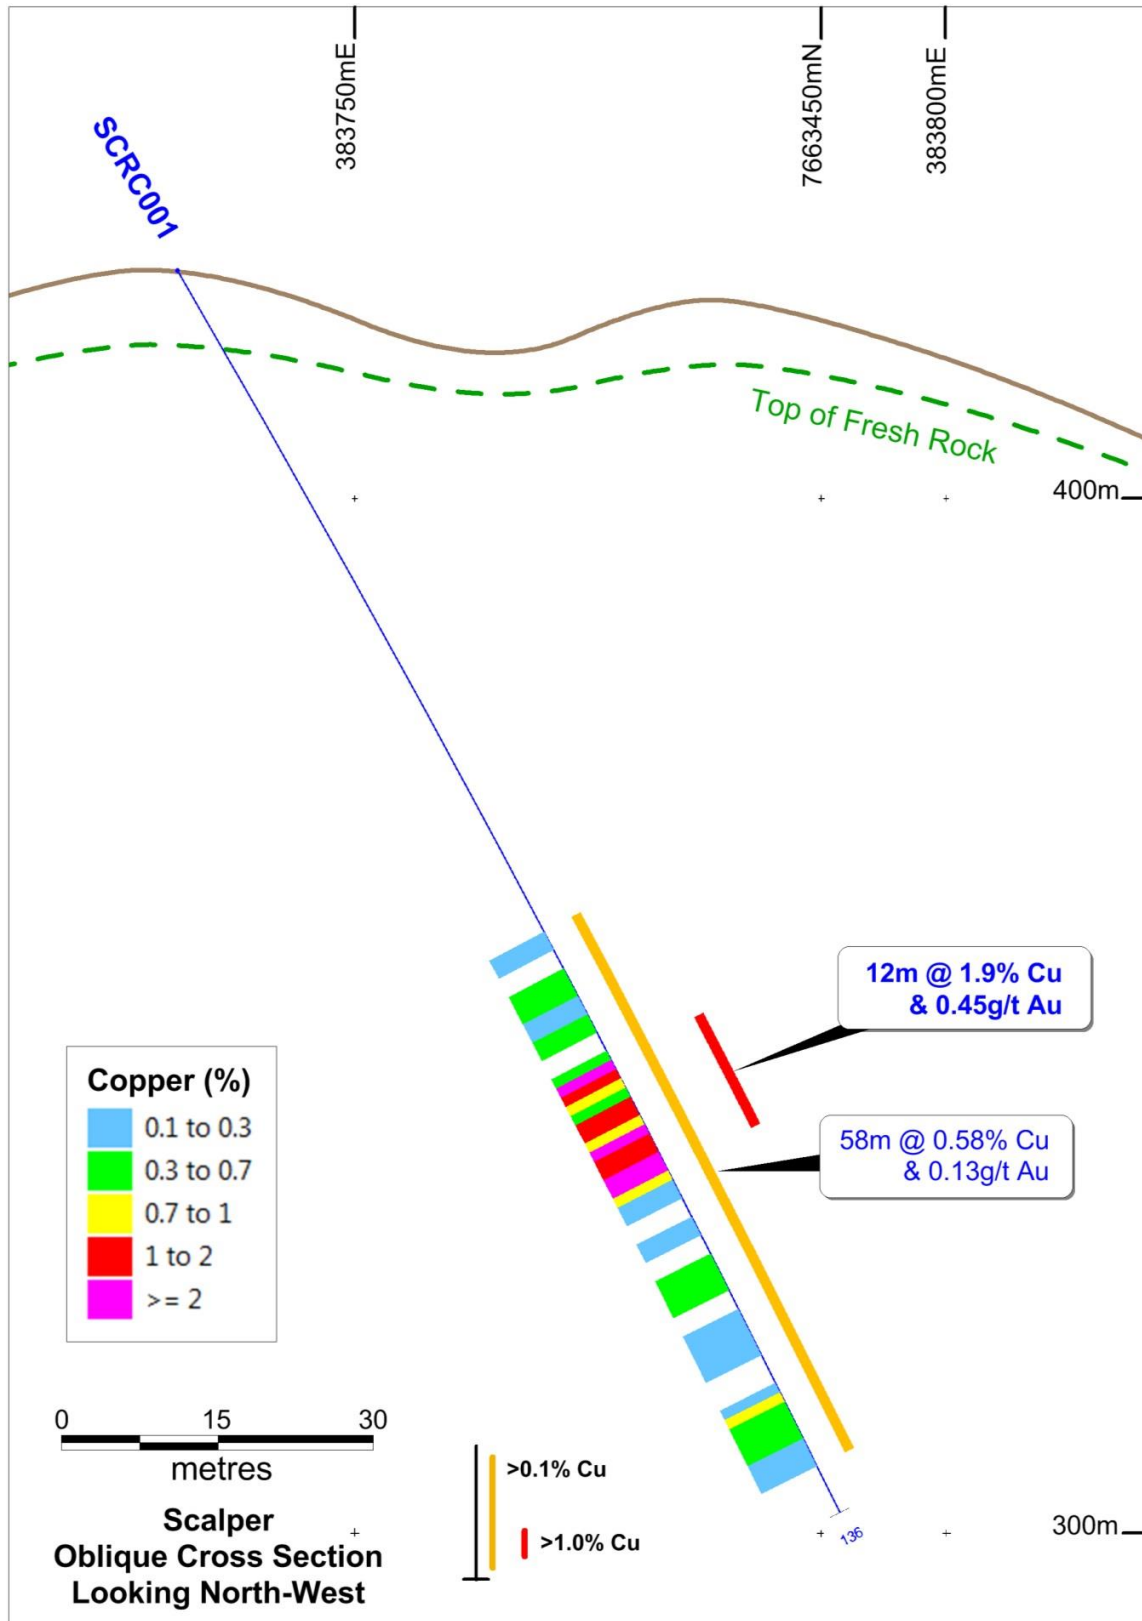 383750mE
7663450mN
383800mE
SCRC001
Top of Fresh Rock
400m
12m @ 1.9% Cu
& 0.45g/t Au
58m @ 0.58% Cu
& 0.13g/t Au
Copper (%)
0.1 to 0.3
0.3 to 0.7
0.7 to 1
1 to 2
>= 2
0 15 30
metres
Scalper
Oblique Cross Section
Looking North-West
>0.1% Cu
>1.0% Cu
136
300m